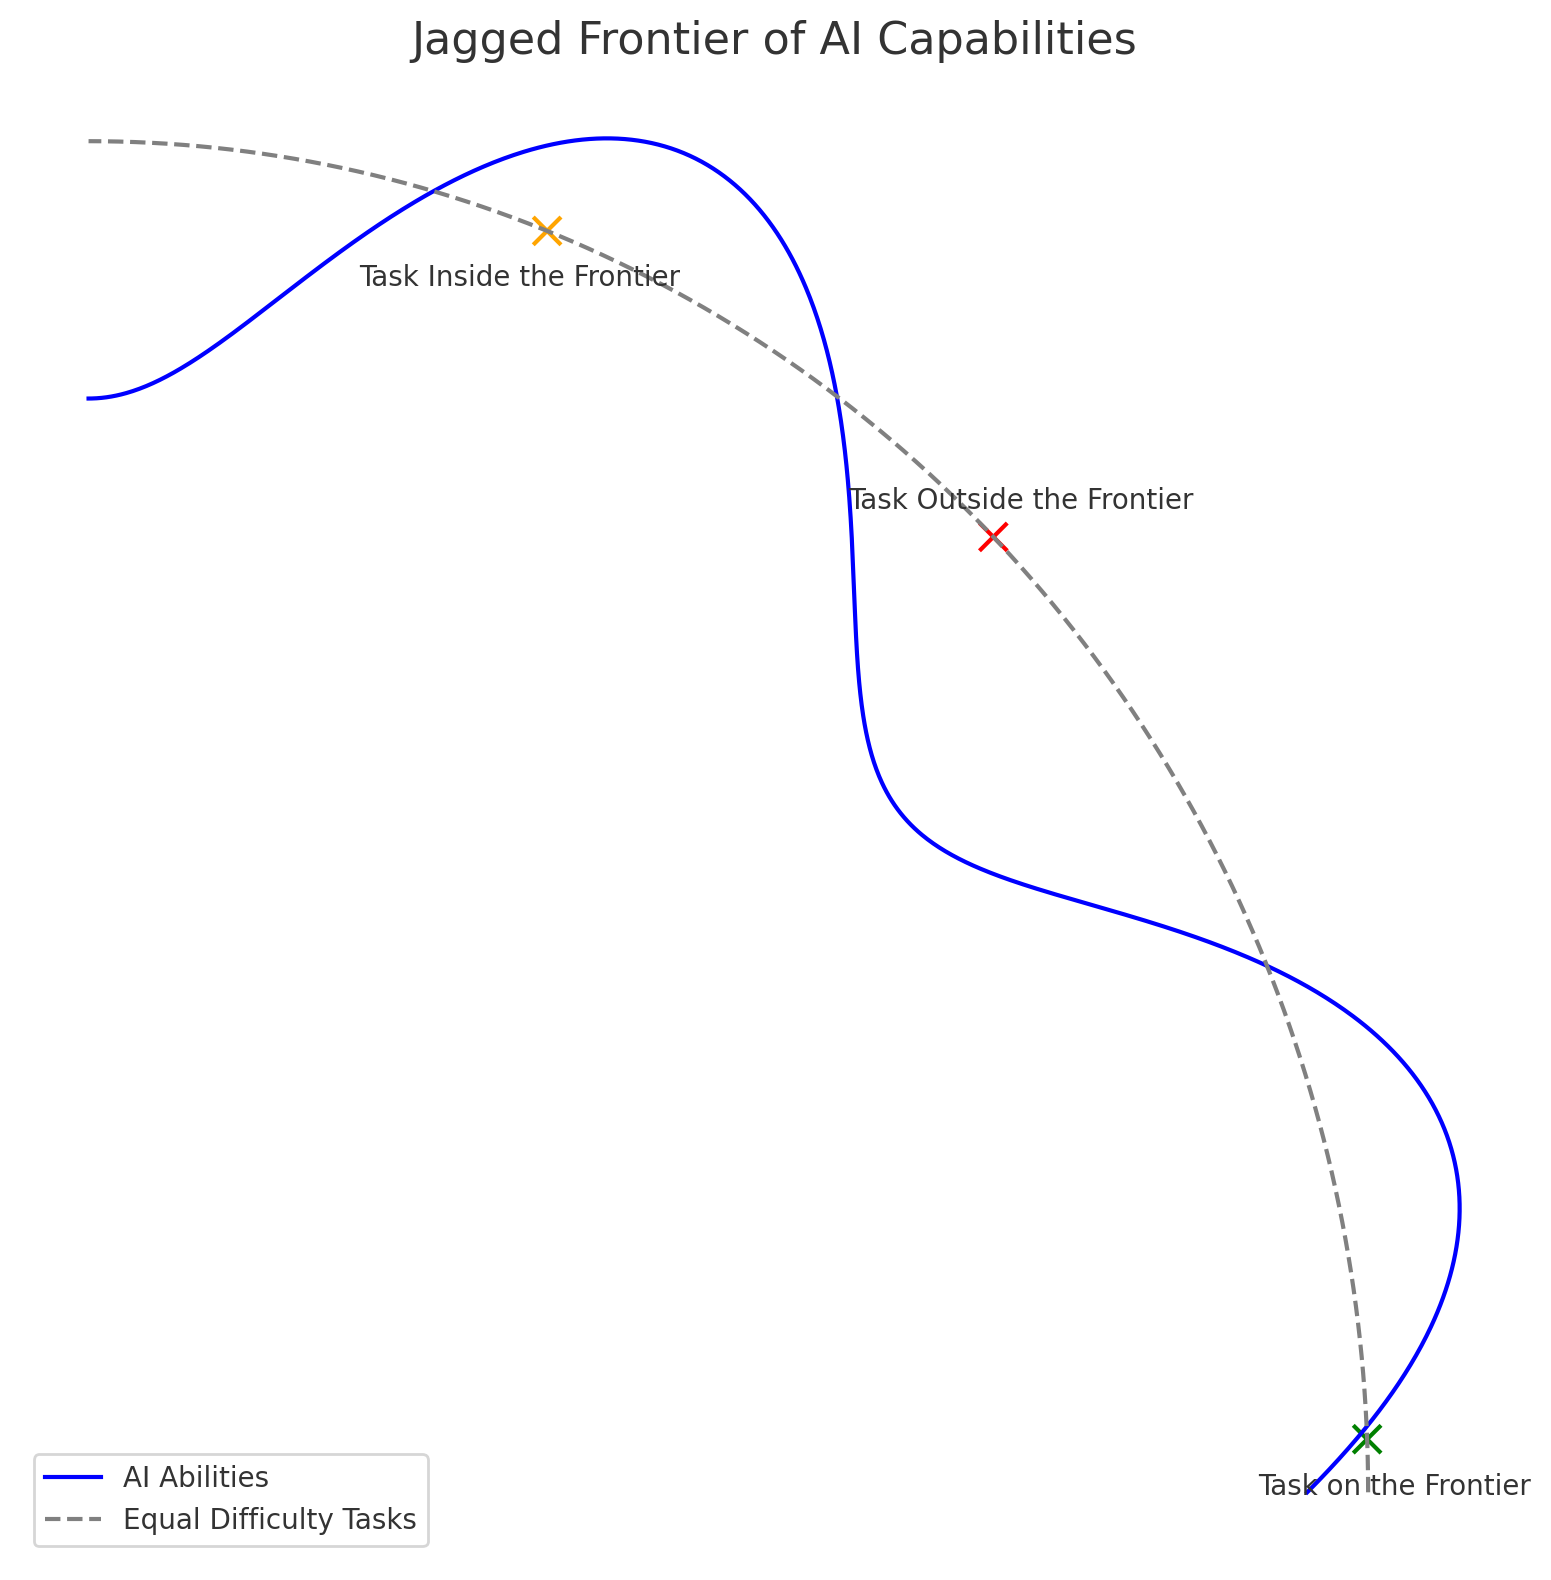 Jagged Frontier of AI Capabilities
Task Inside the Frontier
Task Outside the Frontier
Task on the Frontier
AI Abilities
Equal Difficulty Tasks